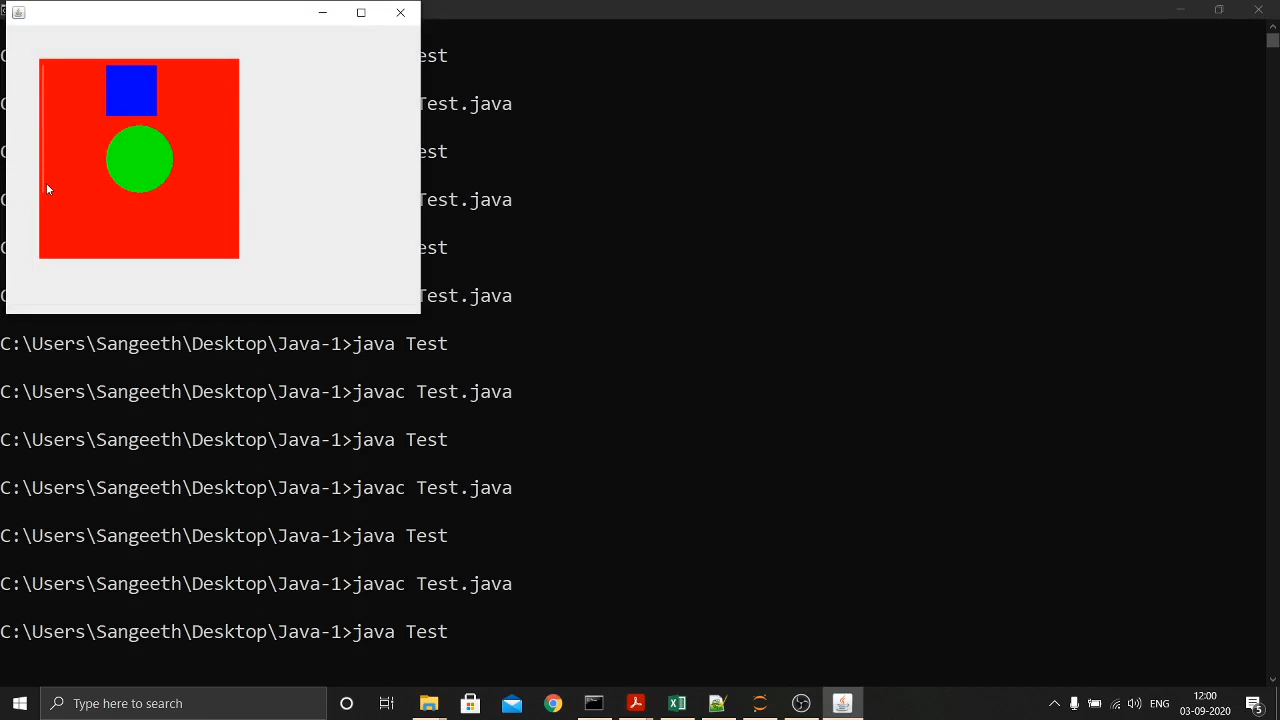 est
Test.java
est
Test.java
est
Test.java
C:\Users\Sangeeth\Desktop\Java-1>java Test
C:\Users\Sangeeth\Desktop\Java-1>javac Test.java
C:\Users\Sangeeth\Desktop\Java-1>java Test
C:\Users\Sangeeth\Desktop\Java-1>javac Test.java
C:\Users\Sangeeth\Desktop\Java-1>java Test
C:\Users\Sangeeth\Desktop\Java-1>javac Test.java
C:\Users\Sangeeth\Desktop\Java-1>java Test
Type here to search
ENG
12:00
03-09-2020
5